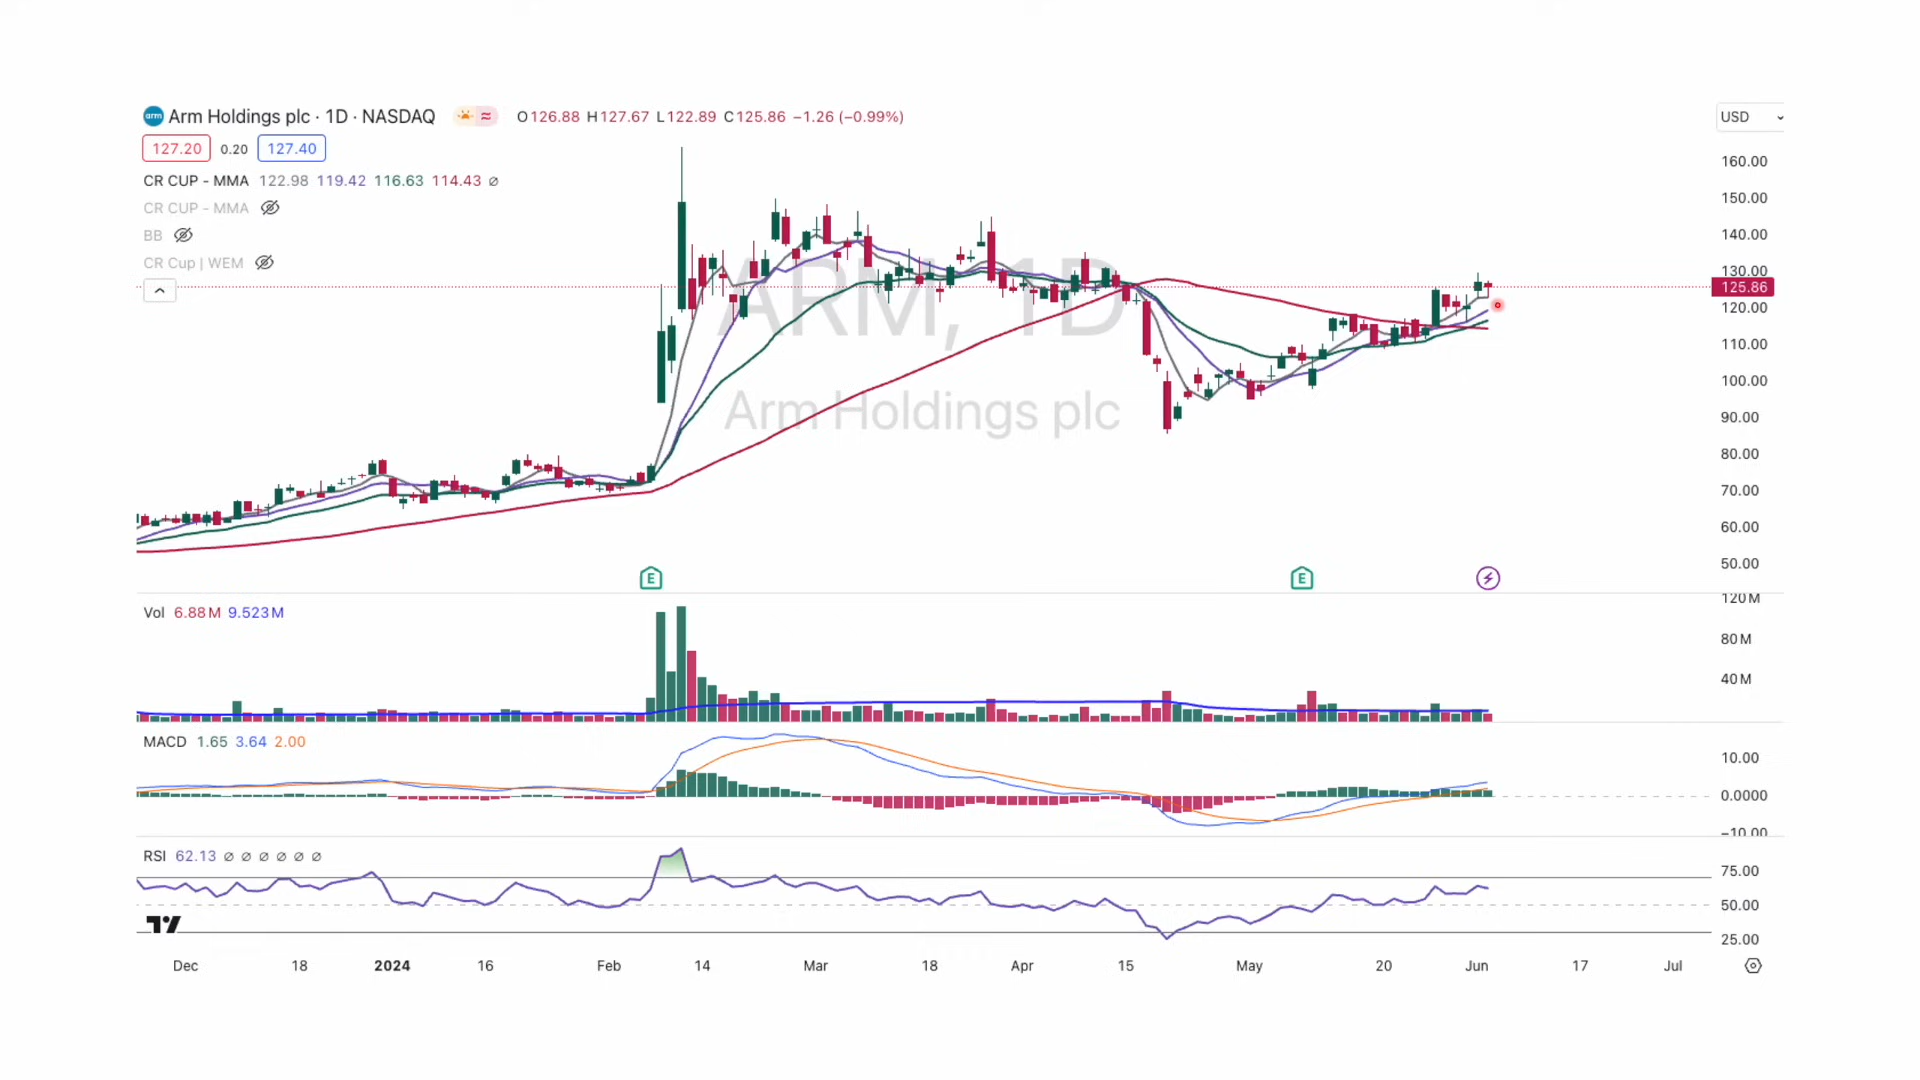 arm Arm Holdings plc · 1D · NASDAQ ≈ O126.88 H127.67 L122.89 C125.86 −1.26 (−0.99%)
USD
127.20 0.20 127.40
CR CUP - MMA 122.98 119.42 116.63 114.43 ∅
CR CUP - MMA
BB
CR Cup | WEM
ARM, 1D
Arm Holdings plc
160.00
150.00
140.00
130.00
125.86
120.00
110.00
100.00
90.00
80.00
70.00
60.00
50.00
E E
Vol 6.88M 9.523M
120M
80M
40M
MACD 1.65 3.64 2.00
10.00
0.0000
−10.00
RSI 62.13 ∅ ∅ ∅ ∅ ∅ ∅
75.00
50.00
25.00
Dec 18 2024 16 Feb 14 Mar 18 Apr 15 May 20 Jun 17 Jul